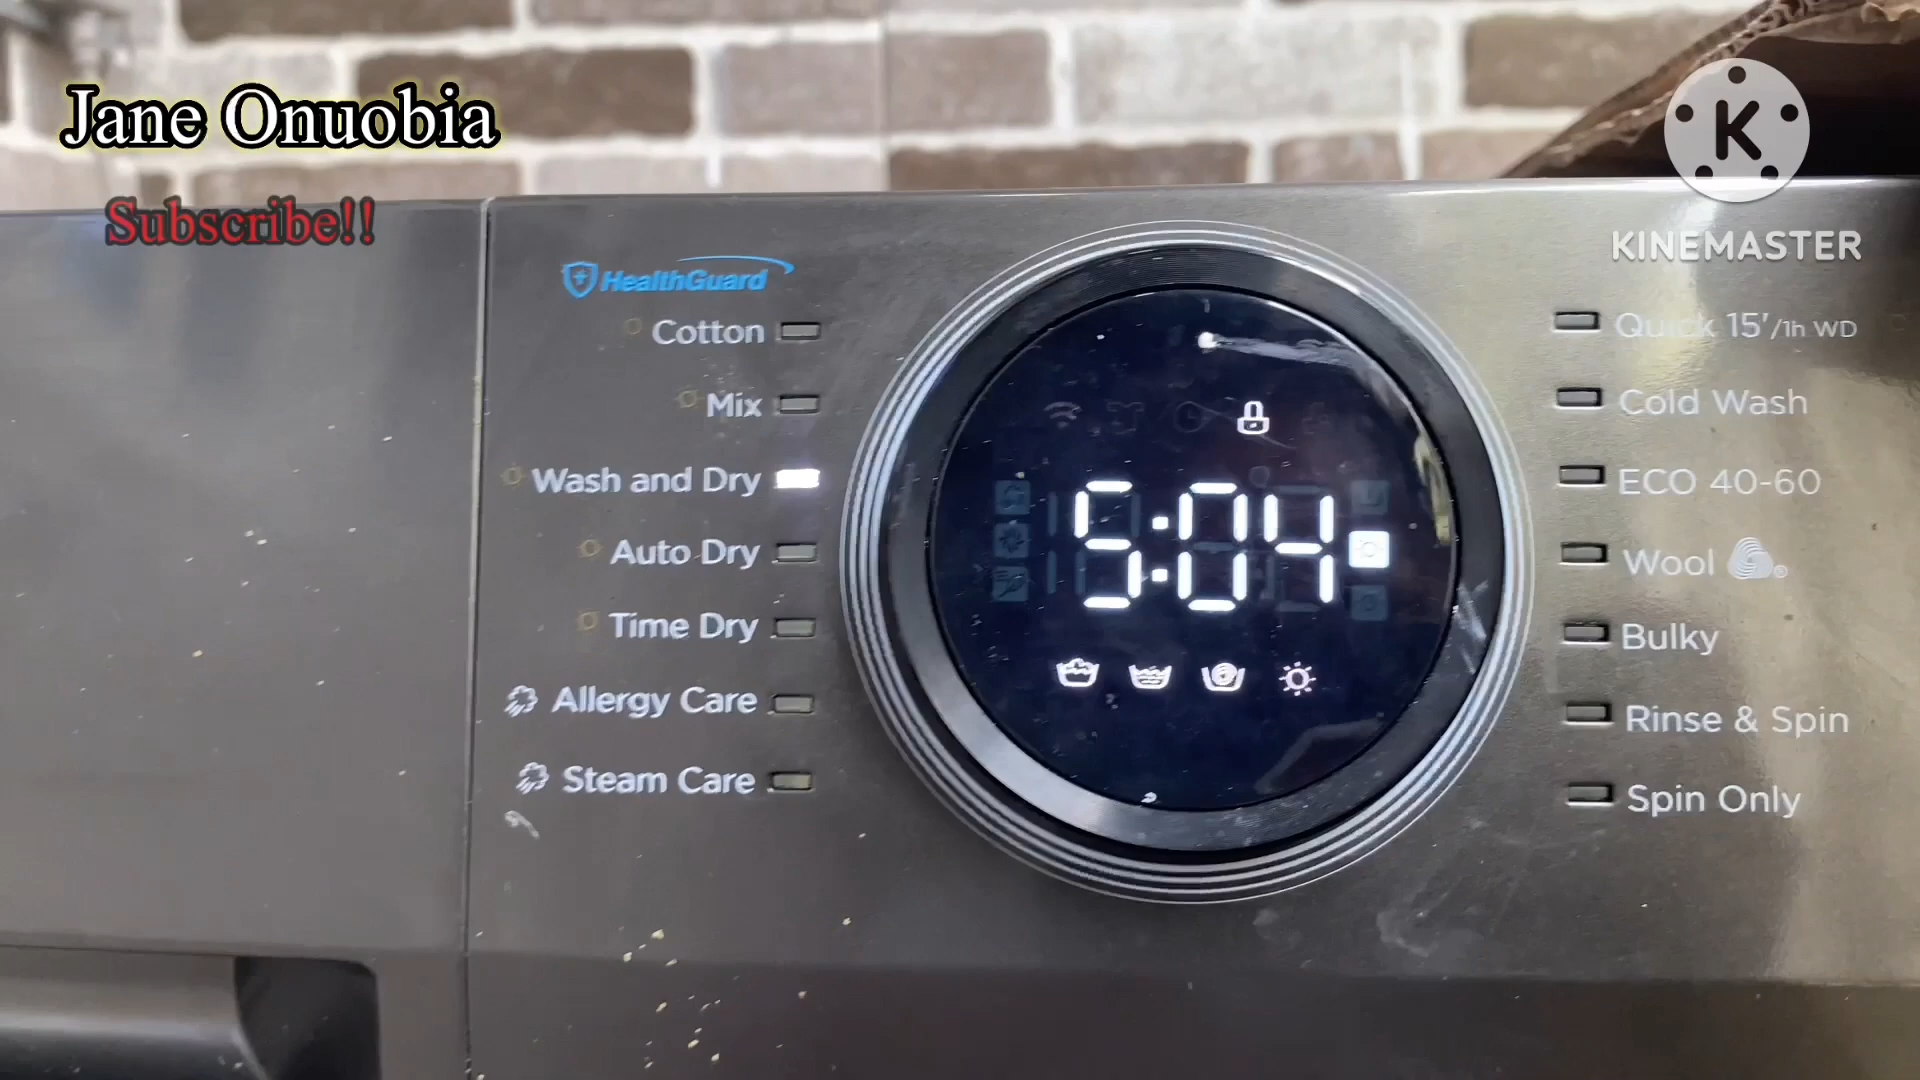 Jane Onuobia
Subscribe!!
K
KINEMASTER
HealthGuard
Cotton
Mix
Wash and Dry
Auto Dry
Time Dry
Allergy Care
Steam Care
5:04
Quick 15'/1h WD
Cold Wash
ECO 40-60
Wool
Bulky
Rinse & Spin
Spin Only